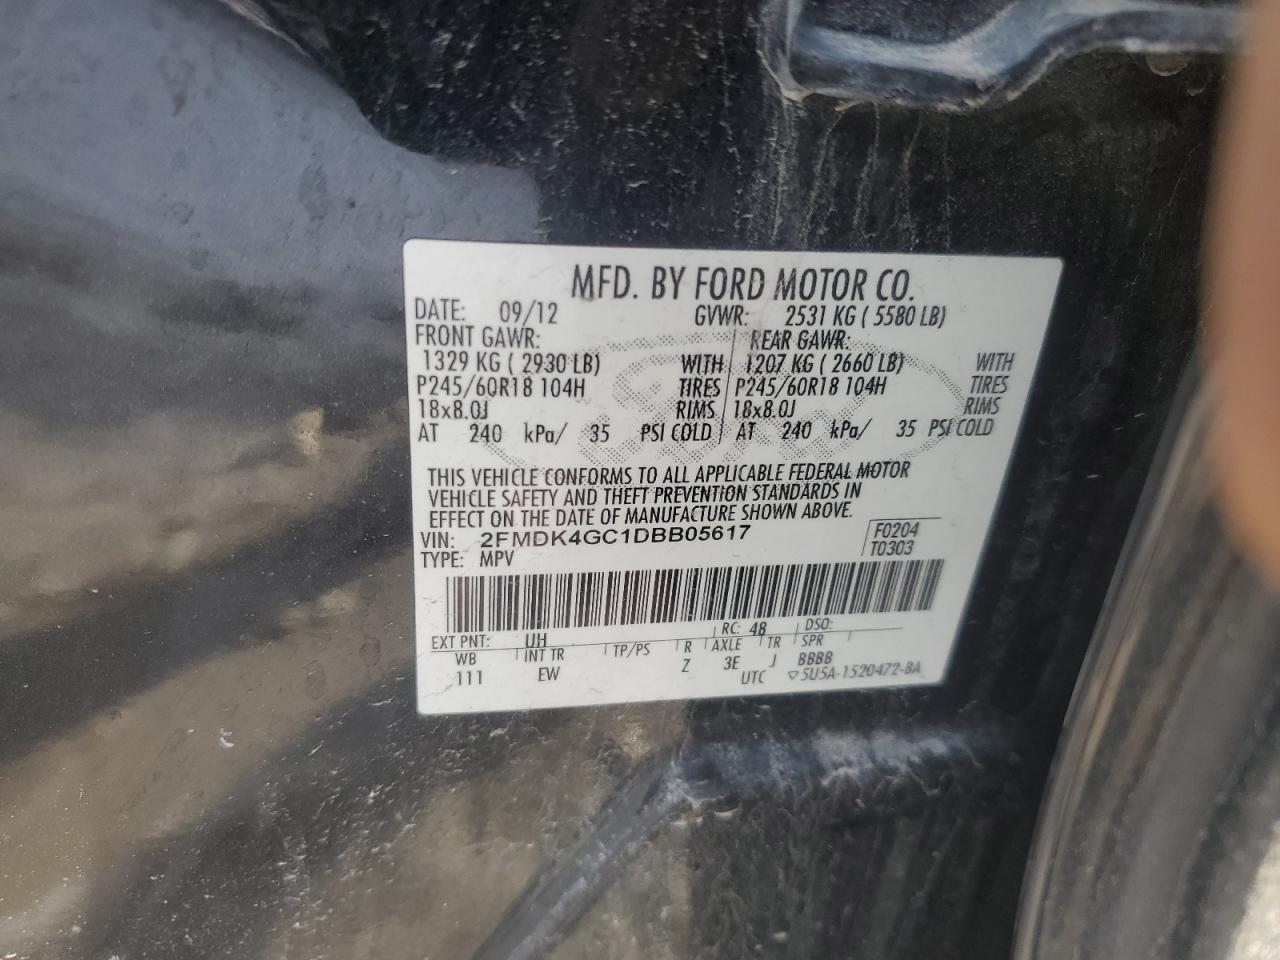 MFD. BY FORD MOTOR CO.
DATE: 09/12 GVWR: 2531 KG ( 5580 LB)
FRONT GAWR: REAR GAWR:
1329 KG ( 2930 LB) WITH 1207 KG ( 2660 LB) WITH
P245/60R18 104H TIRES P245/60R18 104H TIRES
18x8.0J RIMS 18x8.0J RIMS
AT 240 kPa/ 35 PSI COLD AT 240 kPa/ 35 PSI COLD
THIS VEHICLE CONFORMS TO ALL APPLICABLE FEDERAL MOTOR
VEHICLE SAFETY AND THEFT PREVENTION STANDARDS IN
EFFECT ON THE DATE OF MANUFACTURE SHOWN ABOVE.
VIN: 2FMDK4GC1DBB05617 F0204
TYPE: MPV T0303
EXT PNT: UH RC: 48 DSO:
WB INT TR TP/PS R AXLE TR SPR
111 EW Z 3E J BBBB
UTC ▽5U5A-1520472-BA